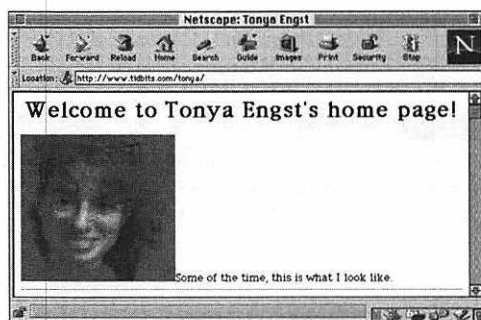 Netscape: Tonya Engst
Back Forward Reload Home Search Guide Images Print Security Stop
N
Location: http://www.tidbits.com/tonya/
Welcome to Tonya Engst's home page!
Some of the time, this is what I look like.